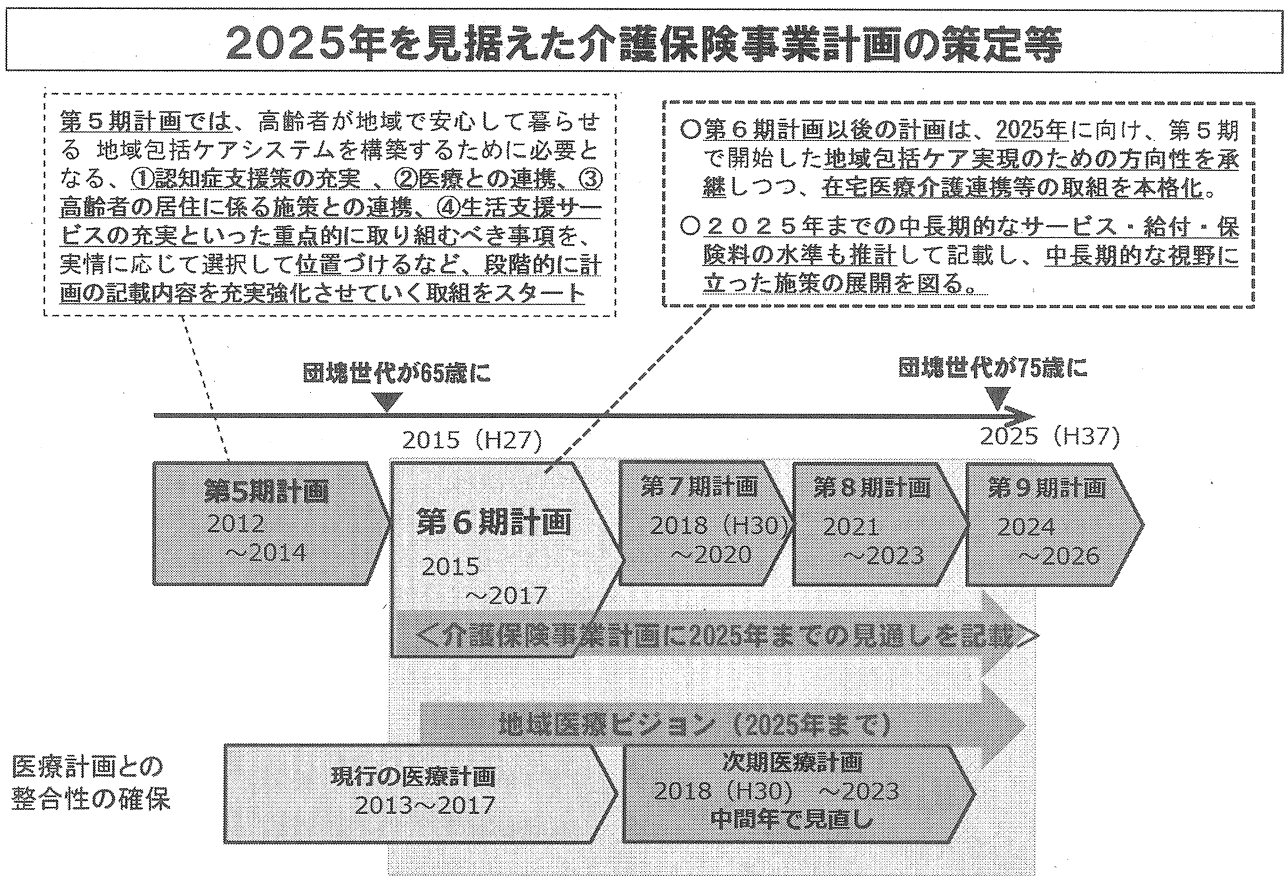 2025年を見据えた介護保険事業計画の策定等
第5期計画では、高齢者が地域で安心して暮らせ
る 地域包括ケアシステムを構築するために必要と
なる、①認知症支援策の充実 、②医療との連携、③
高齢者の居住に係る施策との連携、④生活支援サー
ビスの充実といった重点的に取り組むべき事項を、
実情に応じて選択して位置づけるなど、段階的に計
画の記載内容を充実強化させていく取組をスタート
○第6期計画以後の計画は、2025年に向け、第5期
で開始した地域包括ケア実現のための方向性を承
継しつつ、在宅医療介護連携等の取組を本格化。
○2025年までの中長期的なサービス・給付・保
険料の水準も推計して記載し、中長期的な視野に
立った施策の展開を図る。
団塊世代が65歳に
団塊世代が75歳に
2015（H27）
2025（H37）
第5期計画
2012
～2014
第6期計画
2015
～2017
第7期計画
2018（H30）
～2020
第8期計画
2021
～2023
第9期計画
2024
～2026
＜介護保険事業計画に2025年までの見通しを記載＞
地域医療ビジョン（2025年まで）
医療計画との
整合性の確保
現行の医療計画
2013～2017
次期医療計画
2018（H30） ～2023
中間年で見直し